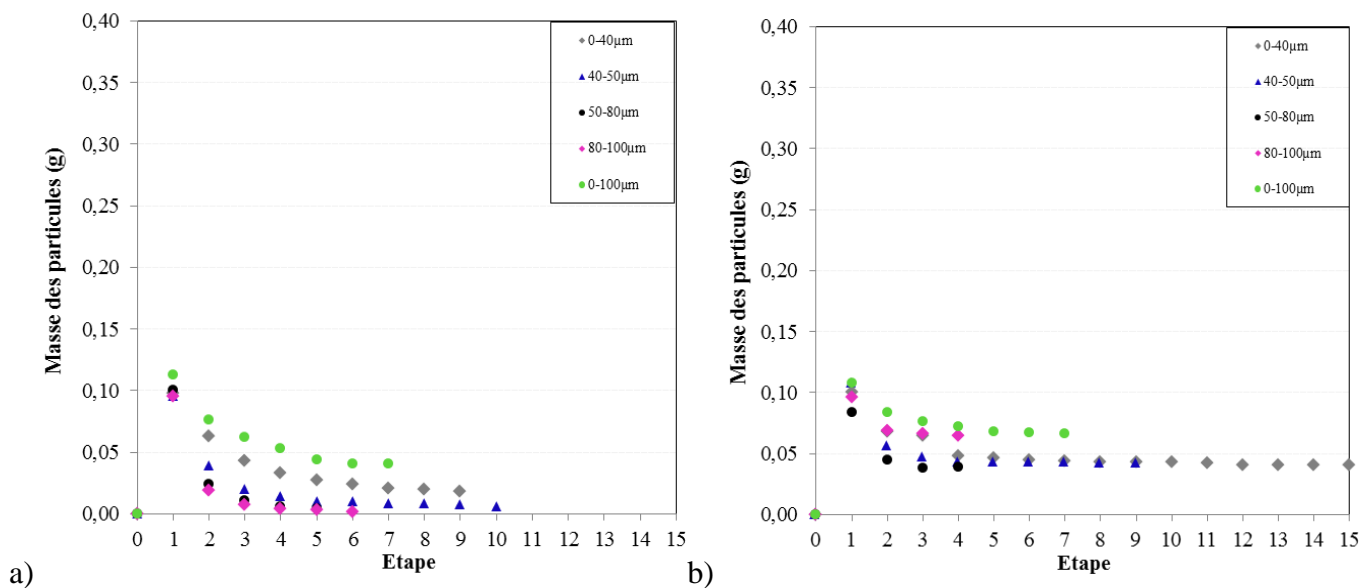 0,40
0,35
0,30
0,25
0,20
0,15
0,10
0,05
0,00
Masse des particules (g)
0 1 2 3 4 5 6 7 8 9 10 11 12 13 14 15
Etape
0-40µm
40-50µm
50-80µm
80-100µm
0-100µm
a)
0,40
0,35
0,30
0,25
0,20
0,15
0,10
0,05
0,00
Masse des particules (g)
0 1 2 3 4 5 6 7 8 9 10 11 12 13 14 15
Etape
0-40µm
40-50µm
50-80µm
80-100µm
0-100µm
b)